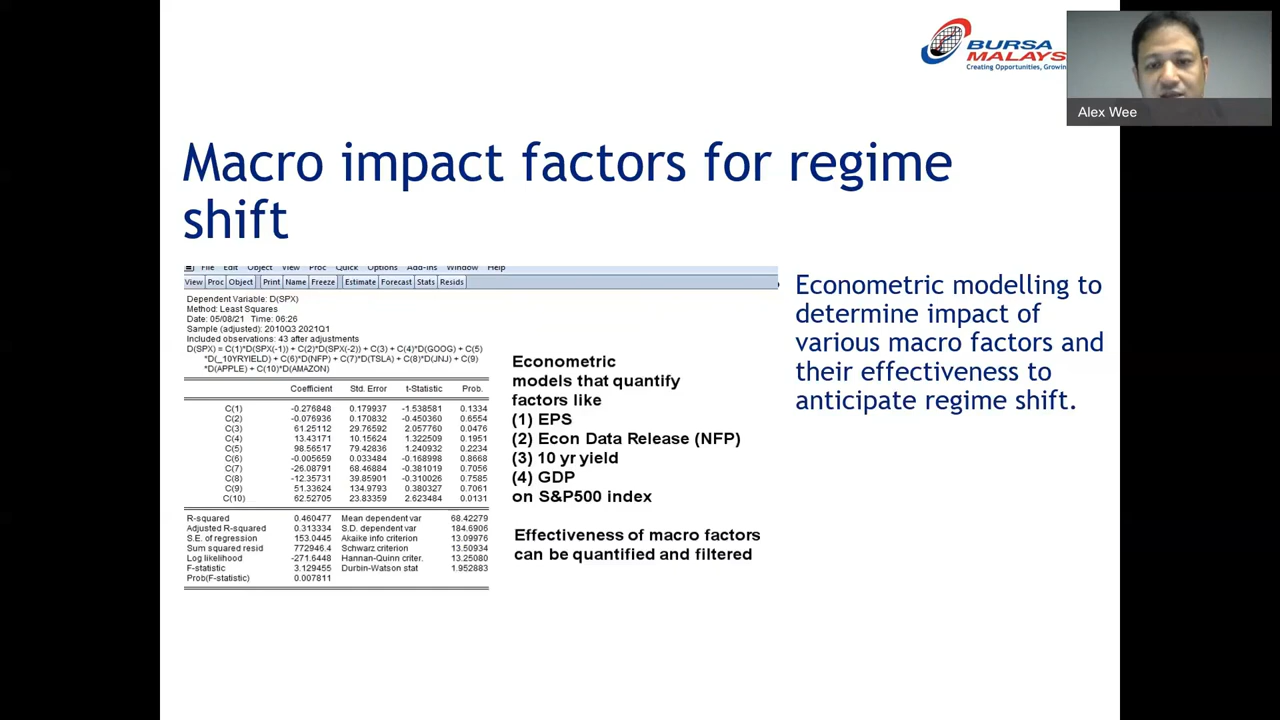 BURSA
MALAYS
Creating Opportunities, Growin
Alex Wee
Macro impact factors for regime
shift
File Edit Object View Proc Quick Options Add-ins Window Help
View Proc Object Print Name Freeze Estimate Forecast Stats Resids
Dependent Variable: D(SPX)
Method: Least Squares
Date: 05/08/21 Time: 06:26
Sample (adjusted): 2010Q3 2021Q1
Included observations: 43 after adjustments
D(SPX) = C(1)*D(SPX(-1)) + C(2)*D(SPX(-2)) + C(3) + C(4)*D(GOOG) + C(5)
*D(_10YRYIELD) + C(6)*D(NFP) + C(7)*D(TSLA) + C(8)*D(JNJ) + C(9)
*D(APPLE) + C(10)*D(AMAZON)
Coefficient Std. Error t-Statistic Prob.
C(1) -0.276848 0.179937 -1.538581 0.1334
C(2) -0.076936 0.170832 -0.450360 0.6554
C(3) 61.25112 29.76592 2.057760 0.0476
C(4) 13.43171 10.15624 1.322509 0.1951
C(5) 98.56517 79.42836 1.240932 0.2234
C(6) -0.005659 0.033484 -0.168998 0.8668
C(7) -26.08791 68.46884 -0.381019 0.7056
C(8) -12.35731 39.85901 -0.310026 0.7585
C(9) 51.33624 134.9793 0.380327 0.7061
C(10) 62.52705 23.83359 2.623484 0.0131
R-squared 0.460477 Mean dependent var 68.42279
Adjusted R-squared 0.313334 S.D. dependent var 184.6906
S.E. of regression 153.0445 Akaike info criterion 13.09976
Sum squared resid 772946.4 Schwarz criterion 13.50934
Log likelihood -271.6448 Hannan-Quinn criter. 13.25080
F-statistic 3.129455 Durbin-Watson stat 1.952883
Prob(F-statistic) 0.007811
Econometric
models that quantify
factors like
(1) EPS
(2) Econ Data Release (NFP)
(3) 10 yr yield
(4) GDP
on S&P500 index
Effectiveness of macro factors
can be quantified and filtered
Econometric modelling to
determine impact of
various macro factors and
their effectiveness to
anticipate regime shift.